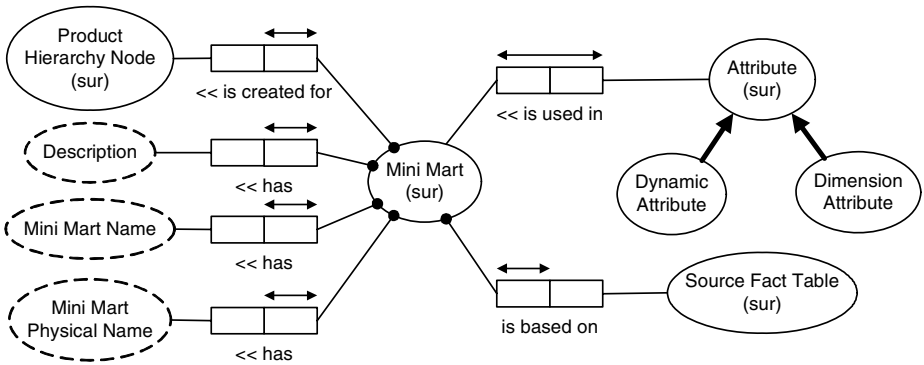 Product
Hierarchy Node
(sur)
<< is created for
Description
<< has
Mini Mart Name
<< has
Mini Mart
Physical Name
<< has
Mini Mart
(sur)
<< is used in
Attribute
(sur)
Dynamic
Attribute
Dimension
Attribute
is based on
Source Fact Table
(sur)